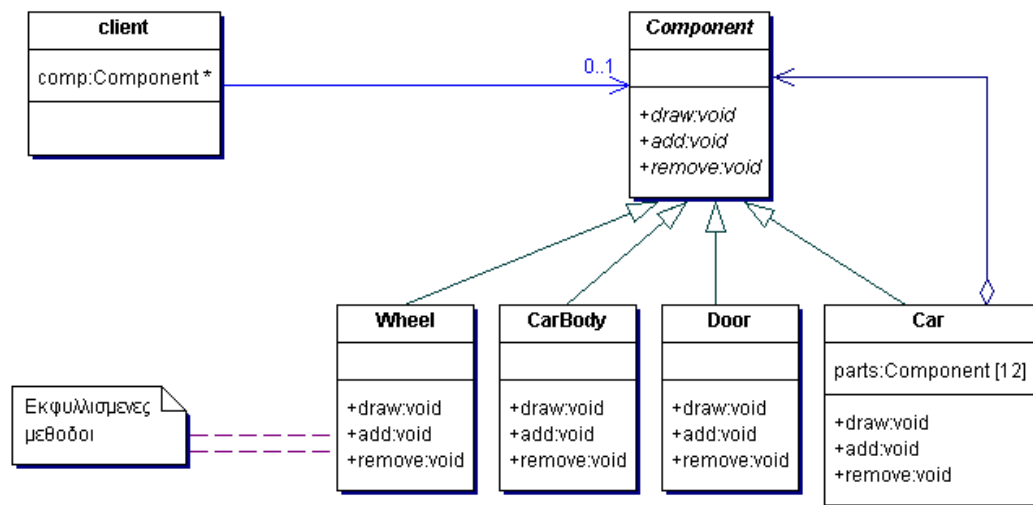 client
comp:Component *
0..1
Component
+draw:void
+add:void
+remove:void
Wheel
+draw:void
+add:void
+remove:void
CarBody
+draw:void
+add:void
+remove:void
Door
+draw:void
+add:void
+remove:void
Car
parts:Component [12]
+draw:void
+add:void
+remove:void
Εκφυλλισμενες
μεθοδοι